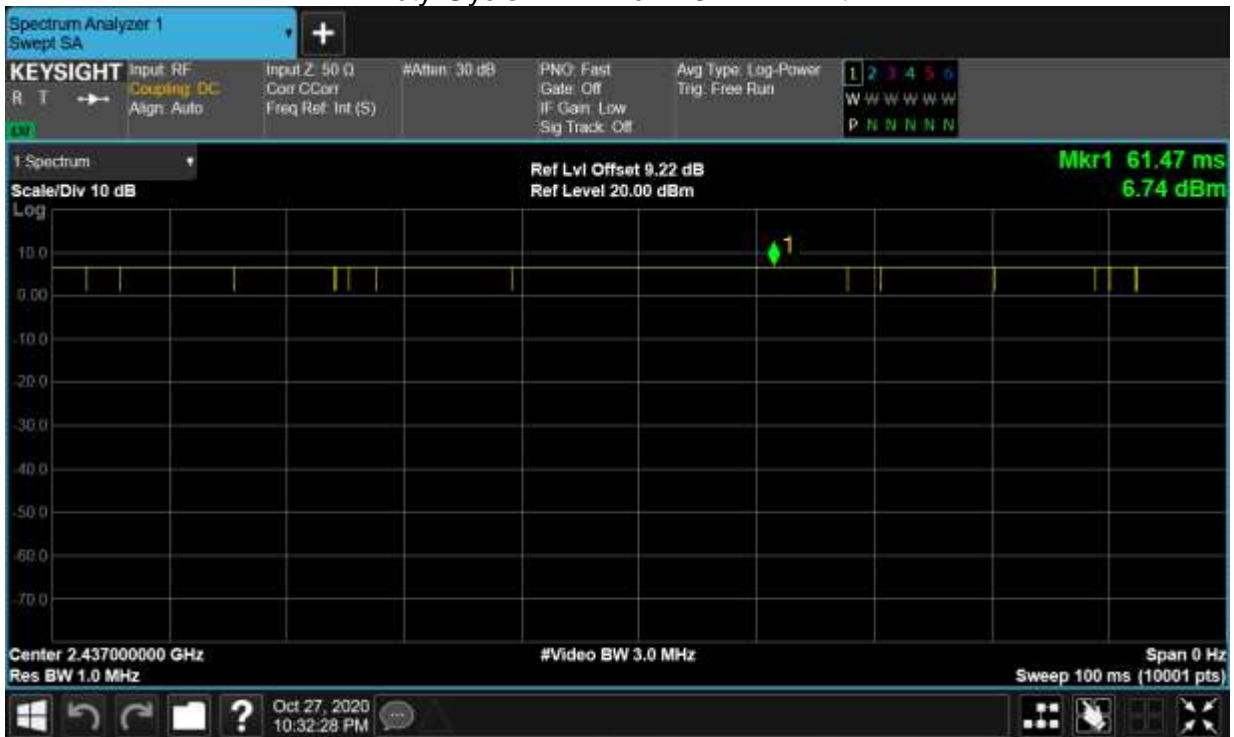 Spectrum Analyzer 1
Swept SA
+
KEYSIGHT
R T
Input: RF
Coupling: DC
Align: Auto
Input Z: 50 Ω
Corr CCorr
Freq Ref: Int (S)
#Atten: 30 dB
PNO: Fast
Gate: Off
IF Gain: Low
Sig Track: Off
Avg Type: Log-Power
Trig: Free Run
1 2 3 4 5 6
W W W W W W
P N N N N N
1 Spectrum
Scale/Div 10 dB
Log
Ref Lvl Offset 9.22 dB
Ref Level 20.00 dBm
Mkr1 61.47 ms
6.74 dBm
1
10.0
0.00
-10.0
-20.0
-30.0
-40.0
-50.0
-60.0
-70.0
Center 2.437000000 GHz
Res BW 1.0 MHz
#Video BW 3.0 MHz
Span 0 Hz
Sweep 100 ms (10001 pts)
?
Oct 27, 2020
10:32:28 PM